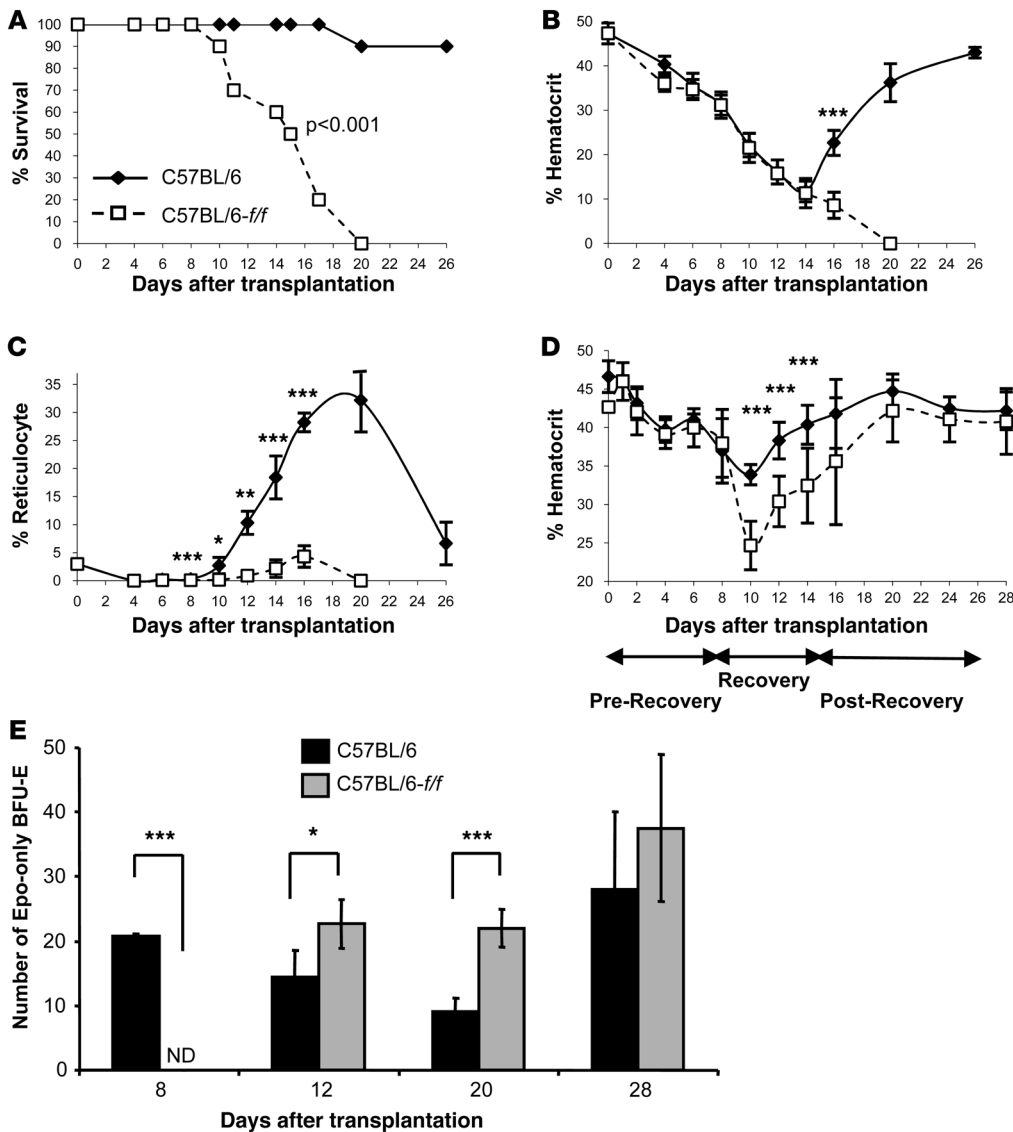 A
% Survival
100
90
80
70
60
50
40
30
20
10
0
p<0.001
C57BL/6
C57BL/6-f/f
0 2 4 6 8 10 12 14 16 18 20 22 24 26
Days after transplantation
B
% Hematocrit
50
40
30
20
10
0
***
0 2 4 6 8 10 12 14 16 18 20 22 24 26
Days after transplantation
C
% Reticulocyte
35
30
25
20
15
10
5
0
*** * ** *** ***
0 2 4 6 8 10 12 14 16 18 20 22 24 26
Days after transplantation
D
% Hematocrit
50
45
40
35
30
25
20
*** *** ***
0 2 4 6 8 10 12 14 16 18 20 22 24 26 28
Days after transplantation
Pre-Recovery
Recovery
Post-Recovery
E
Number of Epo-only BFU-E
50
40
30
20
10
0
C57BL/6
C57BL/6-f/f
*** * ***
ND
8 12 20 28
Days after transplantation